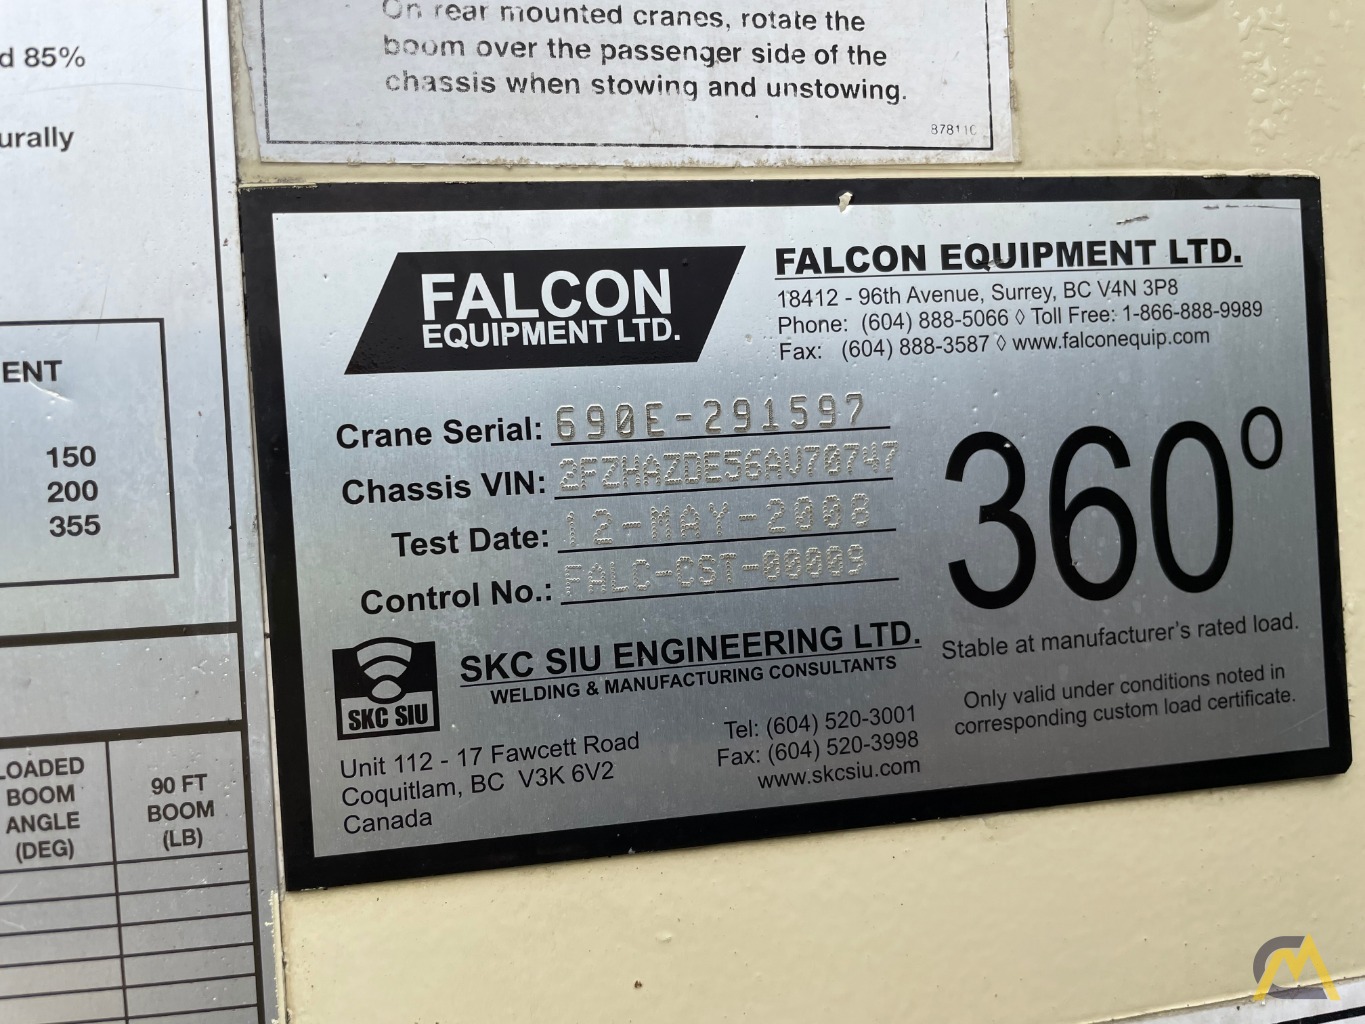 On rear mounted cranes, rotate the
boom over the passenger side of the
chassis when stowing and unstowing.
87811C
d 85%
urally
ENT
150
200
355
LOADED
BOOM
ANGLE
(DEG)
90 FT
BOOM
(LB)
FALCON
EQUIPMENT LTD.
FALCON EQUIPMENT LTD.
18412 - 96th Avenue, Surrey, BC V4N 3P8
Phone: (604) 888-5066 ◊ Toll Free: 1-866-888-9989
Fax: (604) 888-3587 ◊ www.falconequip.com
Crane Serial: 690E-291597
Chassis VIN: 2FZHAZDE56AV70747
Test Date: 12-MAY-2008
Control No.: FALC-CST-00009
360°
Stable at manufacturer's rated load.
Only valid under conditions noted in
corresponding custom load certificate.
SKC SIU
SKC SIU ENGINEERING LTD.
WELDING & MANUFACTURING CONSULTANTS
Unit 112 - 17 Fawcett Road
Coquitlam, BC V3K 6V2
Canada
Tel: (604) 520-3001
Fax: (604) 520-3998
www.skcsiu.com
CM